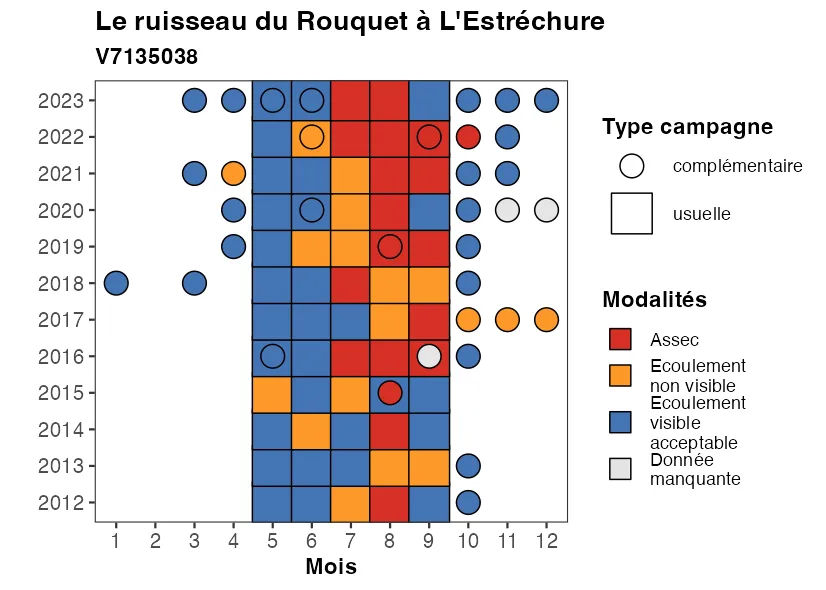 Le ruisseau du Rouquet à L'Estréchure
V7135038
2023
2022
2021
2020
2019
2018
2017
2016
2015
2014
2013
2012
1 2 3 4 5 6 7 8 9 10 11 12
Mois
Type campagne
complémentaire
usuelle
Modalités
Assec
Ecoulement
non visible
Ecoulement
visible
acceptable
Donnée
manquante